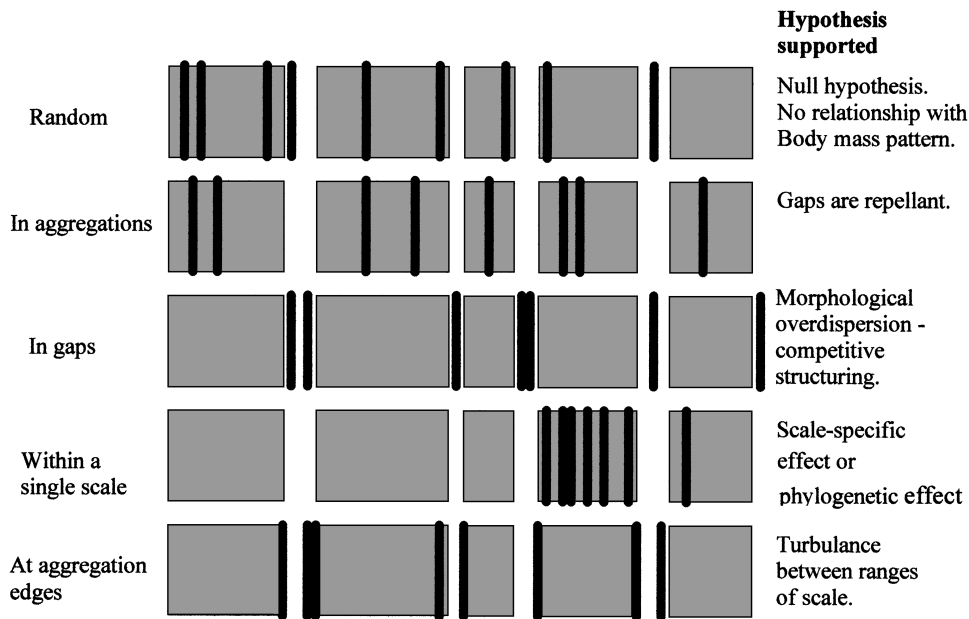 Hypothesis
supported
Random
Null hypothesis.
No relationship with
Body mass pattern.
In aggregations
Gaps are repellant.
In gaps
Morphological
overdispersion -
competitive
structuring.
Within a
single scale
Scale-specific
effect or
phylogenetic effect
At aggregation
edges
Turbulance
between ranges
of scale.